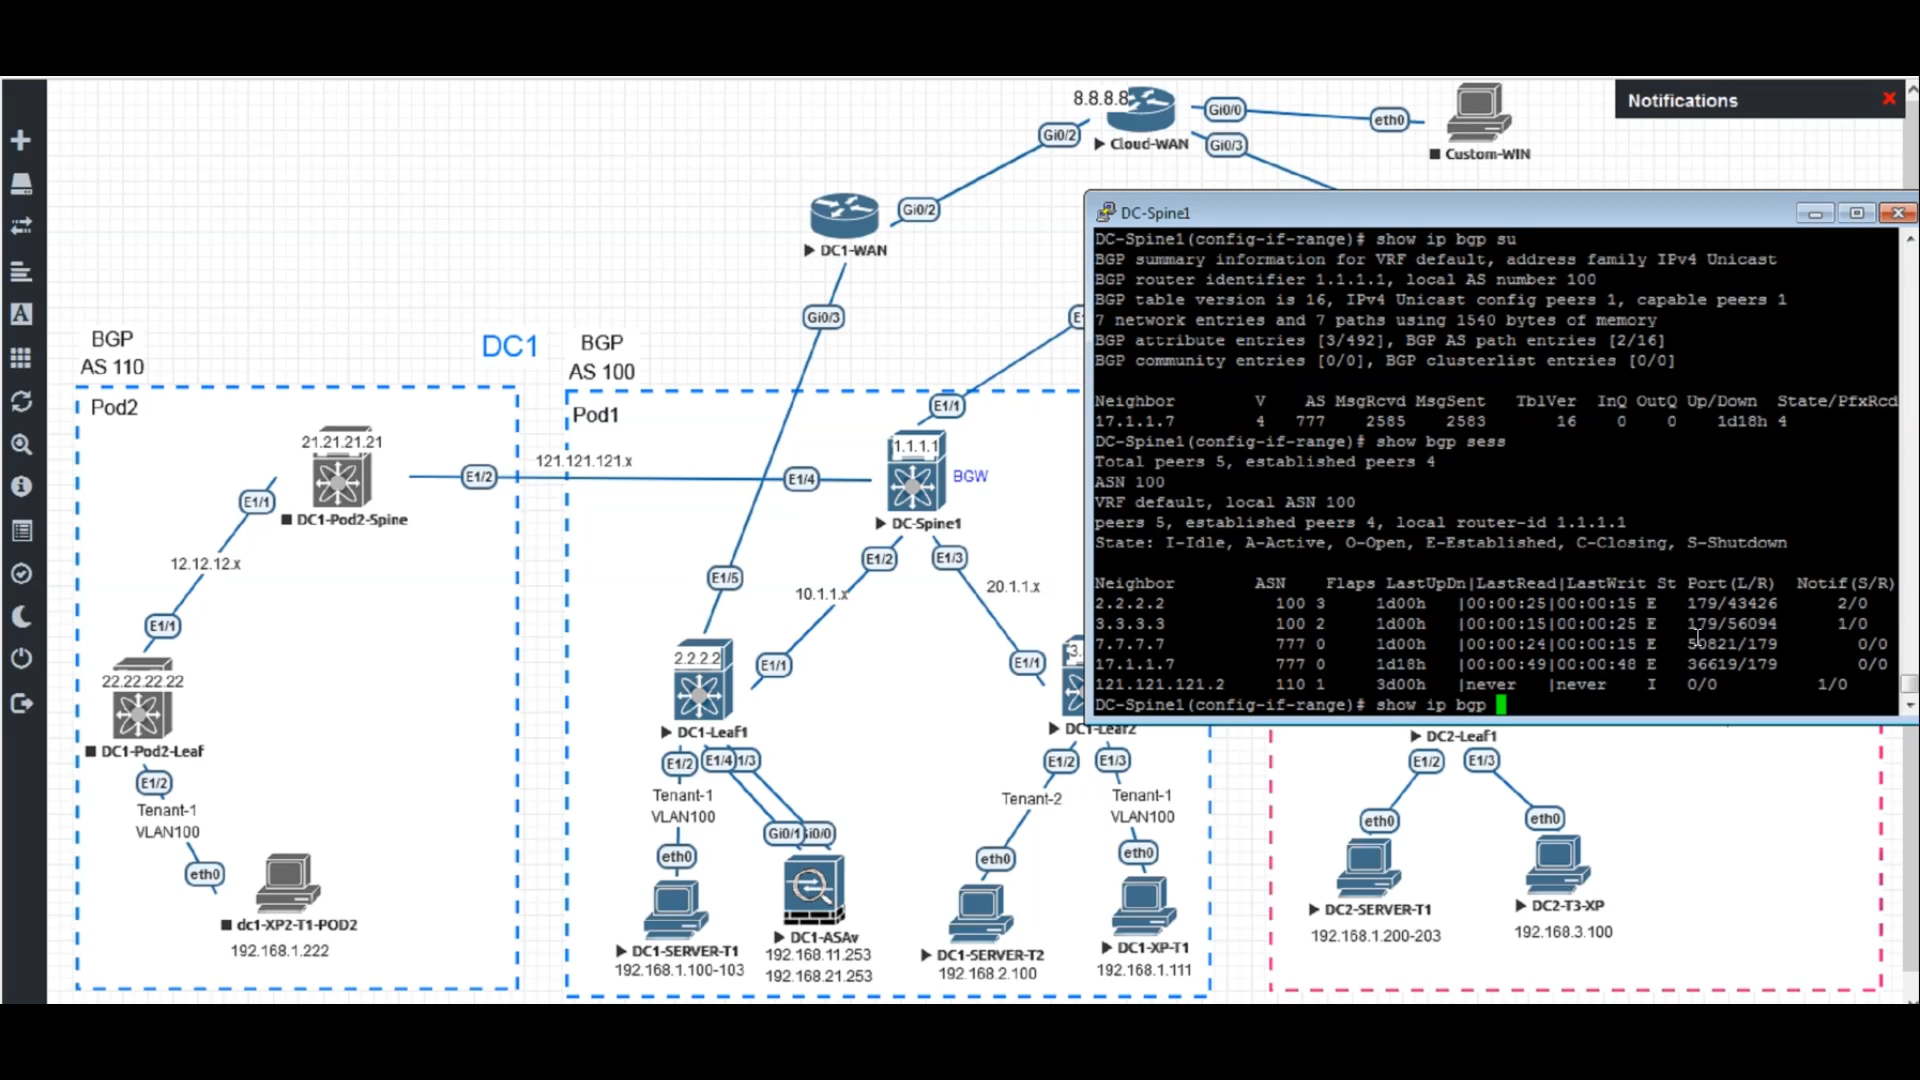 8.8.8.8
Gi0/0
eth0
Notifications
Gi0/2
Cloud-WAN
Gi0/3
Custom-WIN
Gi0/2
DC1-WAN
Gi0/3
BGP
AS 110
DC1
BGP
AS 100
Pod2
Pod1
E1/1
21.21.21.21
1.1.1.1
121.121.121.x
E1/2
E1/4
BGW
E1/1
DC1-Pod2-Spine
DC-Spine1
12.12.12.x
E1/2
E1/3
E1/5
10.1.1.x
20.1.1.x
E1/1
2.2.2.2
E1/1
E1/1
22.22.22.22
DC1-Pod2-Leaf
DC1-Leaf1
DC1-Leaf2
DC2-Leaf1
E1/2
E1/2
E1/4
1/3
E1/2
E1/3
E1/2
E1/3
Tenant-1
VLAN100
Tenant-1
VLAN100
Tenant-2
Tenant-1
VLAN100
Gi0/1
Gi0/0
eth0
eth0
eth0
eth0
eth0
eth0
dc1-XP2-T1-POD2
192.168.1.222
DC1-SERVER-T1
192.168.1.100-103
DC1-ASAv
192.168.11.253
192.168.21.253
DC1-SERVER-T2
192.168.2.100
DC1-XP-T1
192.168.1.111
DC2-SERVER-T1
192.168.1.200-203
DC2-T3-XP
192.168.3.100
DC-Spine1
DC-Spine1(config-if-range)# show ip bgp su
BGP summary information for VRF default, address family IPv4 Unicast
BGP router identifier 1.1.1.1, local AS number 100
BGP table version is 16, IPv4 Unicast config peers 1, capable peers 1
7 network entries and 7 paths using 1540 bytes of memory
BGP attribute entries [3/492], BGP AS path entries [2/16]
BGP community entries [0/0], BGP clusterlist entries [0/0]
Neighbor V AS MsgRcvd MsgSent TblVer InQ OutQ Up/Down State/PfxRcd
17.1.1.7 4 777 2585 2583 16 0 0 1d18h 4
DC-Spine1(config-if-range)# show bgp sess
Total peers 5, established peers 4
ASN 100
VRF default, local ASN 100
peers 5, established peers 4, local router-id 1.1.1.1
State: I-Idle, A-Active, O-Open, E-Established, C-Closing, S-Shutdown
Neighbor ASN Flaps LastUpDn|LastRead|LastWrit St Port(L/R) Notif(S/R)
2.2.2.2 100 3 1d00h |00:00:25|00:00:15 E 179/43426 2/0
3.3.3.3 100 2 1d00h |00:00:15|00:00:25 E 179/56094 1/0
7.7.7.7 777 0 1d00h |00:00:24|00:00:15 E 50821/179 0/0
17.1.1.7 777 0 1d18h |00:00:49|00:00:48 E 36619/179 0/0
121.121.121.2 110 1 3d00h |never |never I 0/0 1/0
DC-Spine1(config-if-range)# show ip bgp